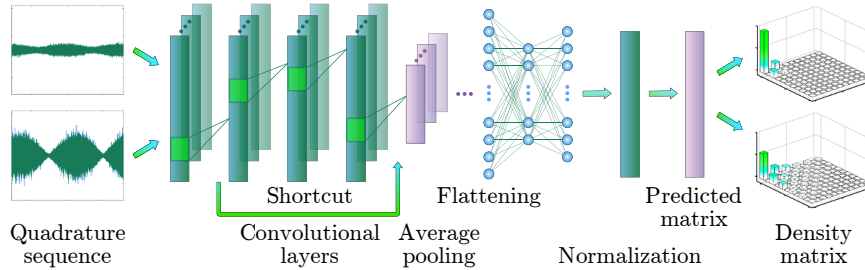 Shortcut
Flattening
Predicted
matrix
Quadrature
sequence
Convolutional
layers
Average
pooling
Normalization
Density
matrix